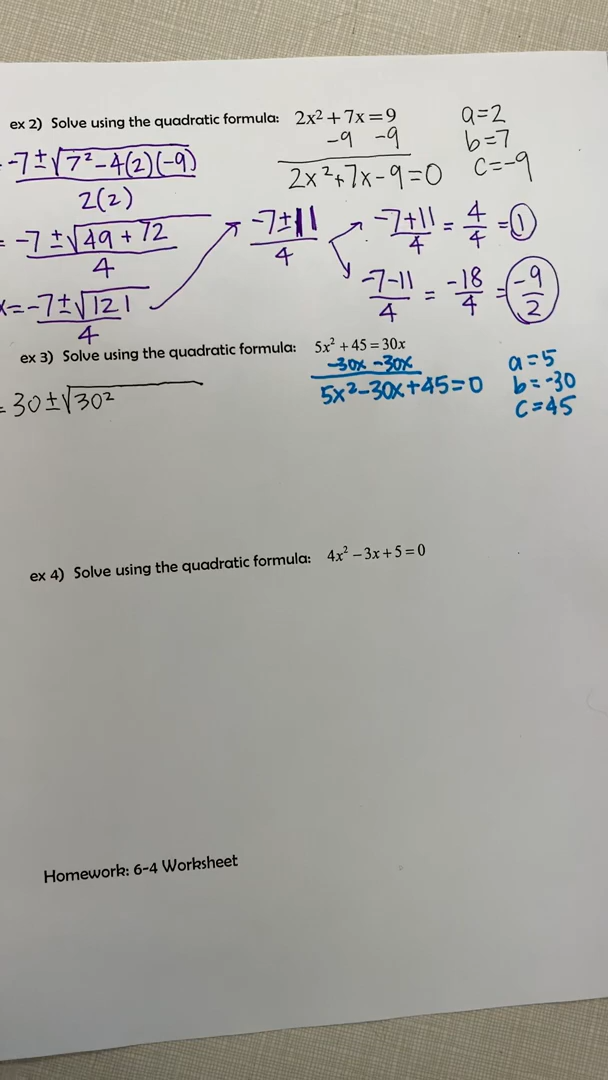 ex 2) Solve using the quadratic formula: 2x² + 7x = 9
-9 -9
2x² + 7x - 9 = 0
a=2
b=7
c=-9
-7 ± √7² - 4(2)(-9)
2(2)
= -7 ± √49 + 72
4
x = -7 ± √121
4
-7 ± 11
4
-7+11 = 4 = 1
4 4
-7-11 = -18 = -9
4 4 2
ex 3) Solve using the quadratic formula: 5x² + 45 = 30x
-30x -30x
5x² - 30x + 45 = 0
a=5
b=-30
c=45
= 30 ± √30²
ex 4) Solve using the quadratic formula: 4x² - 3x + 5 = 0
Homework: 6-4 Worksheet